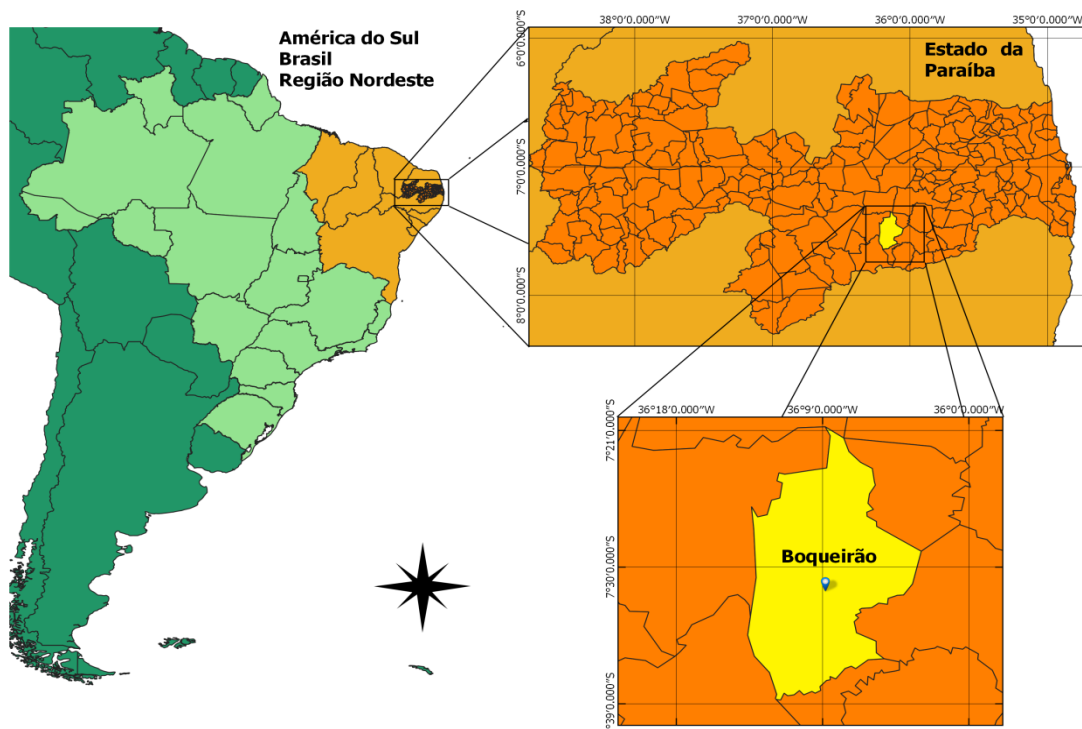 América do Sul
Brasil
Região Nordeste
38°0'0.000"W 37°0'0.000"W 36°0'0.000"W 35°0'0.000"W
6°0'0.000"S
7°0'0.000"S
8°0'0.000"S
Estado da
Paraíba
36°18'0.000"W 36°9'0.000"W 36°0'0.000"W
7°21'0.000"S
7°30'0.000"S
7°39'0.000"S
Boqueirão